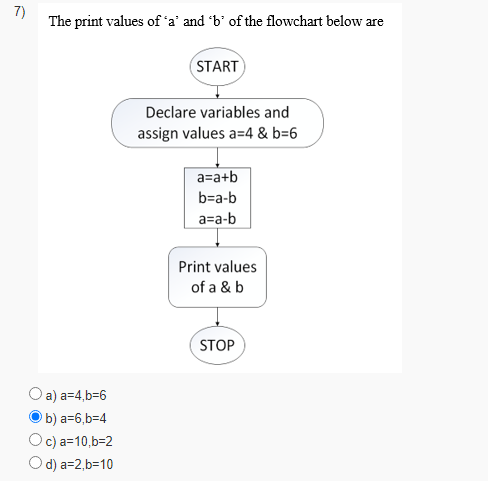 7)
The print values of ‘a’ and ‘b’ of the flowchart below are
START
Declare variables and
assign values a=4 & b=6
a=a+b
b=a-b
a=a-b
Print values
of a & b
STOP
a) a=4,b=6
b) a=6,b=4
c) a=10,b=2
d) a=2,b=10